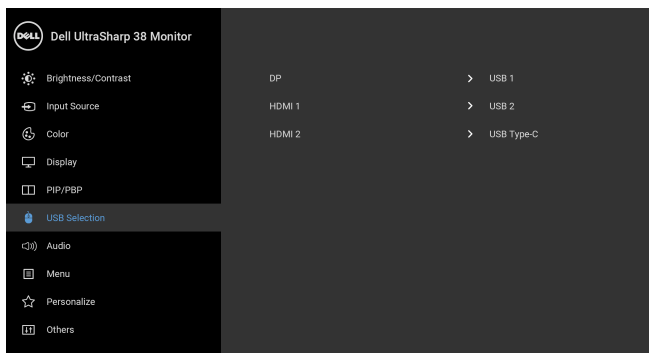 DELL Dell UltraSharp 38 Monitor
Brightness/Contrast DP USB 1
Input Source HDMI 1 USB 2
Color HDMI 2 USB Type-C
Display
PIP/PBP
USB Selection
Audio
Menu
Personalize
Others